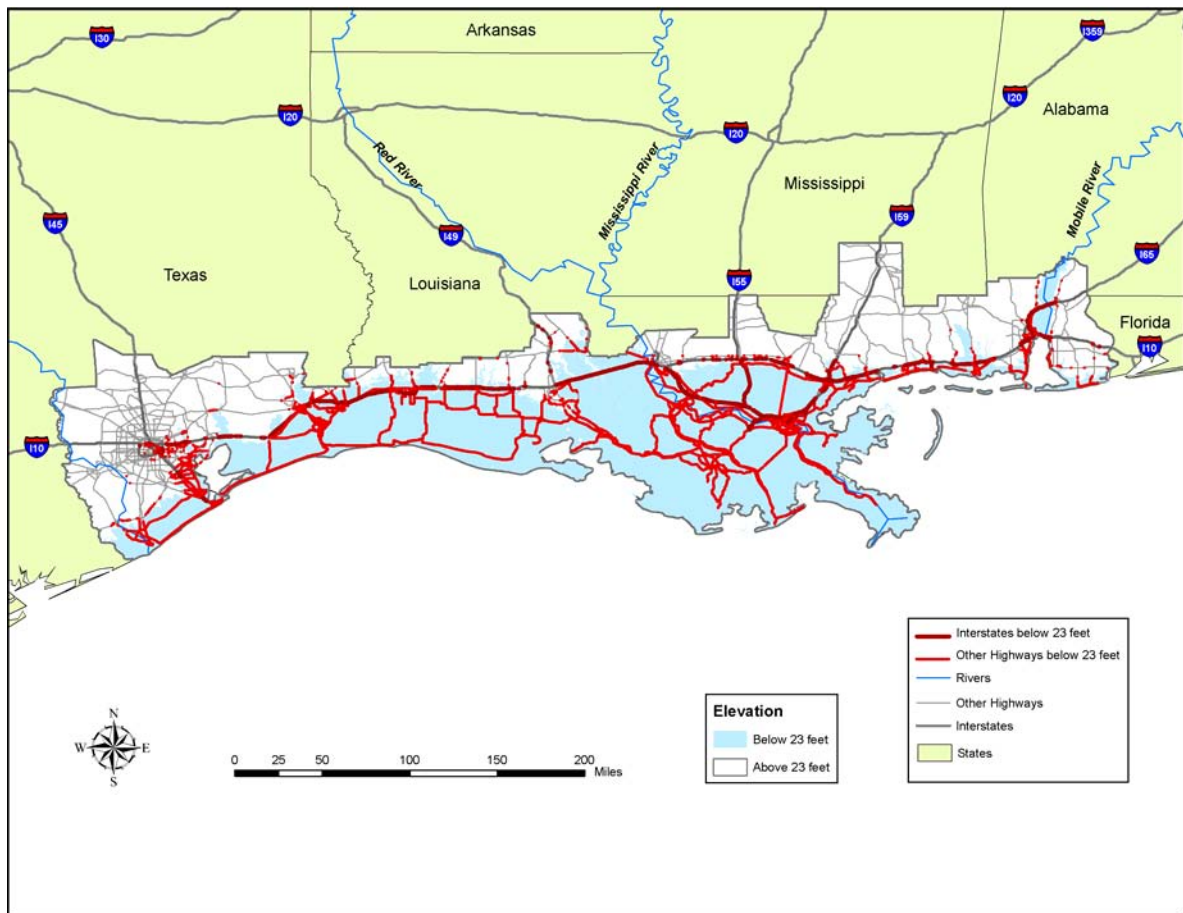 Arkansas
I30
I359
I20
I20
I20
Alabama
Red River
Mississippi River
Mississippi
Mobile River
I45
I49
I59
I65
Texas
Louisiana
I55
Florida
I10
I10
Interstates below 23 feet
Other Highways below 23 feet
Rivers
Other Highways
Interstates
States
Elevation
Below 23 feet
Above 23 feet
N
W E
S
0 25 50 100 150 200
Miles